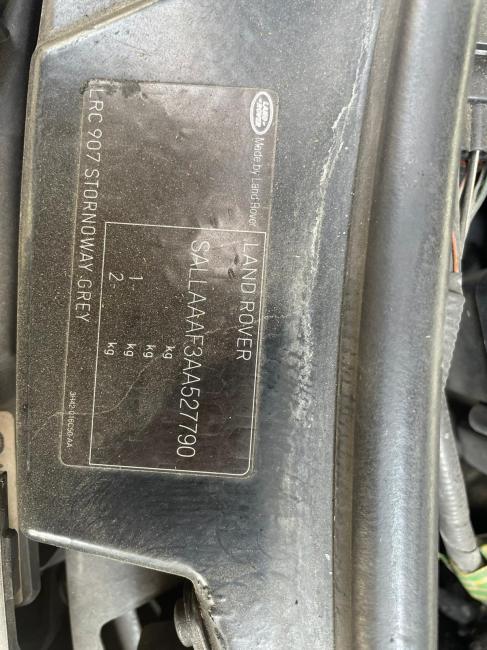 LAND ROVER
Made by Land Rover
LAND ROVER
SALLAAAF3AA527790
kg
kg
1- kg
2- kg
LRC 907 STORNOWAY GREY